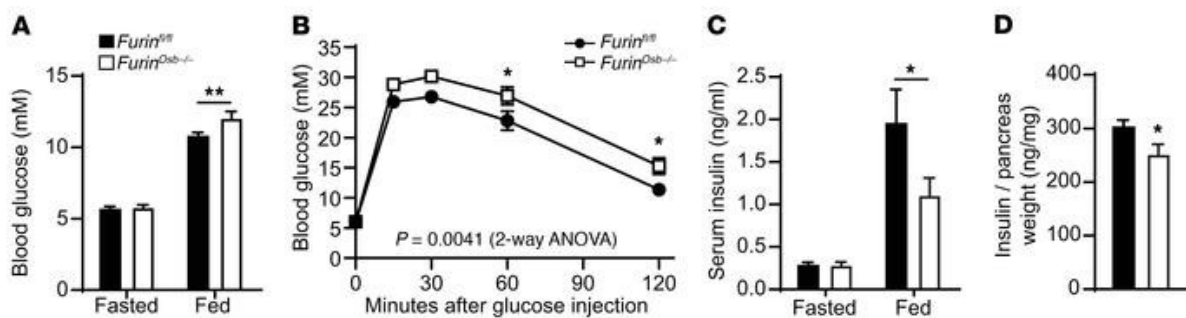 A
Furin^fl/fl
Furin^Osb–/–
Blood glucose (mM)
15
10
5
0
**
Fasted
Fed
B
Furin^fl/fl
Furin^Osb–/–
Blood glucose (mM)
35
30
25
20
15
10
5
0
*
*
P = 0.0041 (2-way ANOVA)
0
30
60
90
120
Minutes after glucose injection
C
Serum insulin (ng/ml)
2.5
2.0
1.5
1.0
0.5
0.0
*
Fasted
Fed
D
Insulin / pancreas
weight (ng/mg)
400
300
200
100
0
*